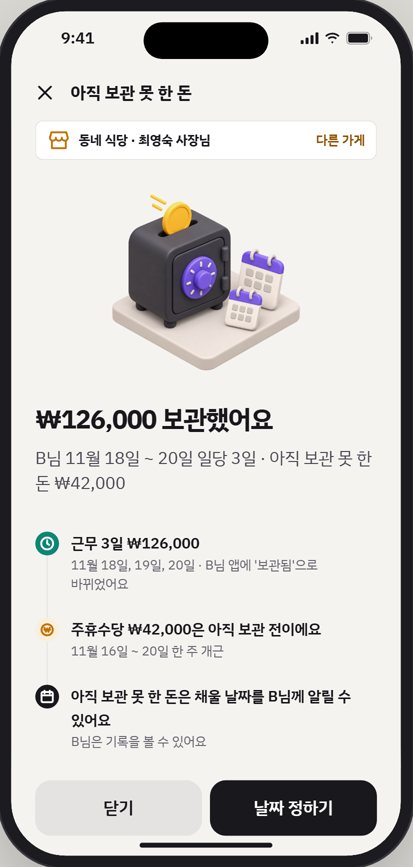 9:41
아직 보관 못 한 돈
동네 식당 · 최영숙 사장님
다른 가게
₩126,000 보관했어요
B님 11월 18일 ~ 20일 일당 3일 · 아직 보관 못 한
돈 ₩42,000
근무 3일 ₩126,000
11월 18일, 19일, 20일 · B님 앱에 '보관됨'으로
바뀌었어요
주휴수당 ₩42,000은 아직 보관 전이에요
11월 16일 ~ 20일 한 주 개근
아직 보관 못 한 돈은 채울 날짜를 B님께 알릴 수
있어요
B님은 기록을 볼 수 있어요
닫기
날짜 정하기